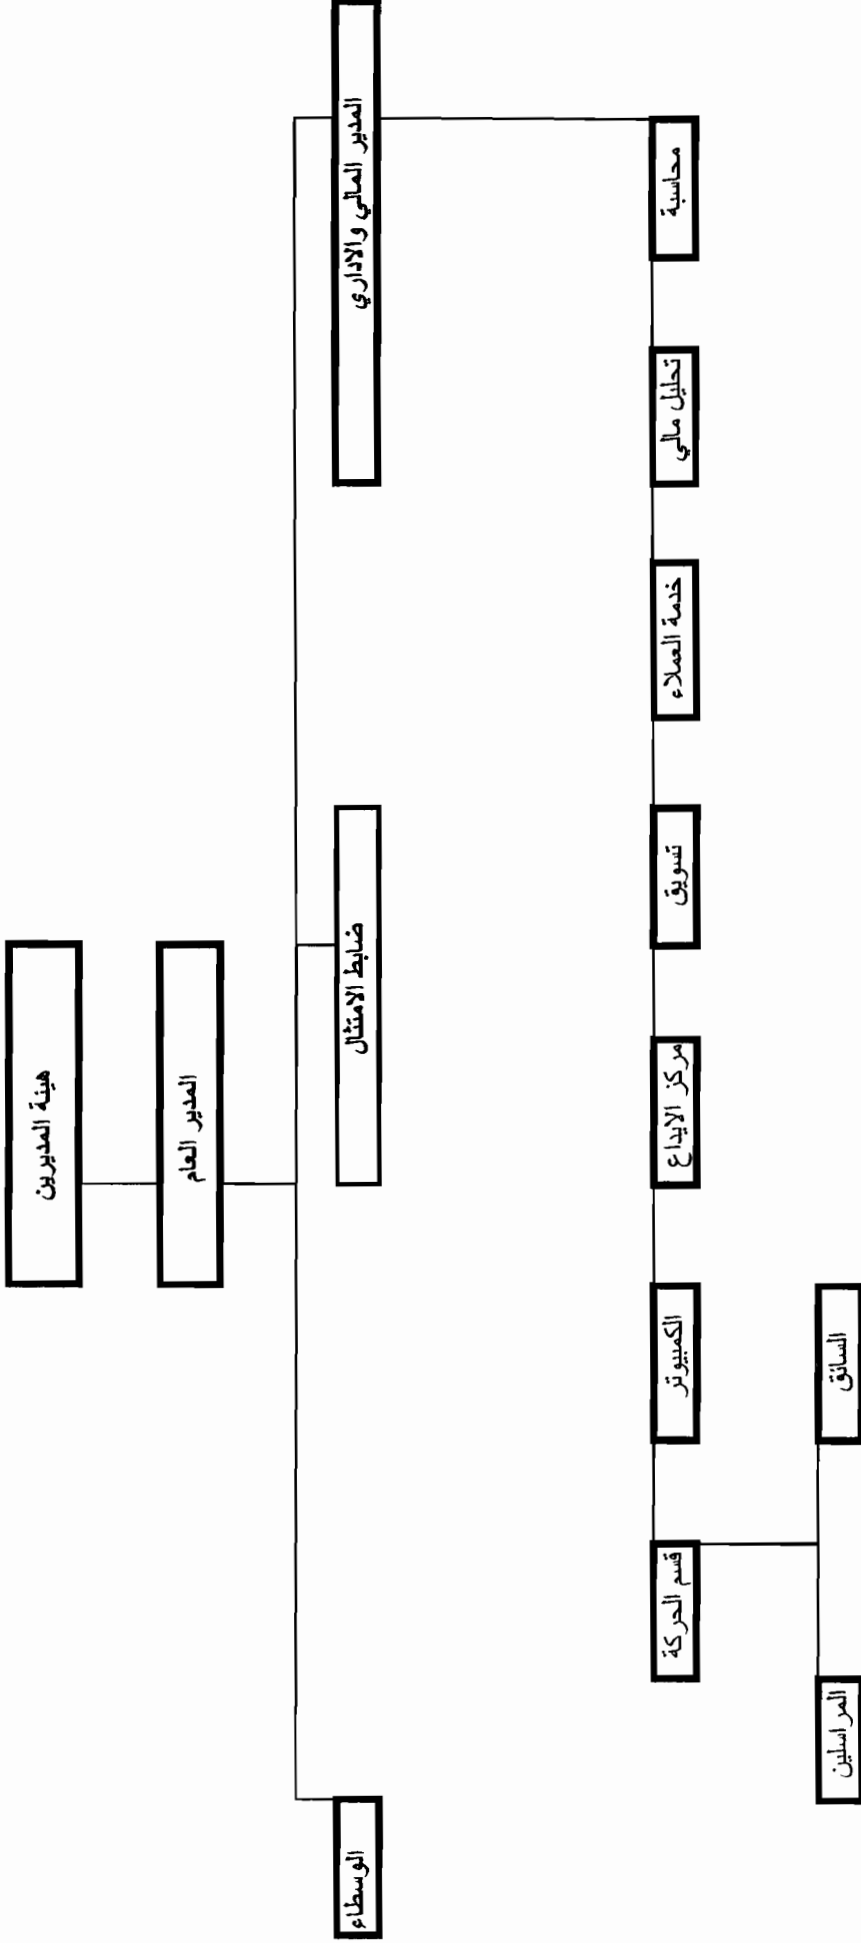 هيئة المديرين
المدير العام
المدير المالي والاداري
ضابط الامتثال
الوسطاء
محاسبة
تحليل مالي
خدمة العملاء
تسويق
مركز الايداع
الكمبيوتر
قسم الحركة
السائق
المراسلين